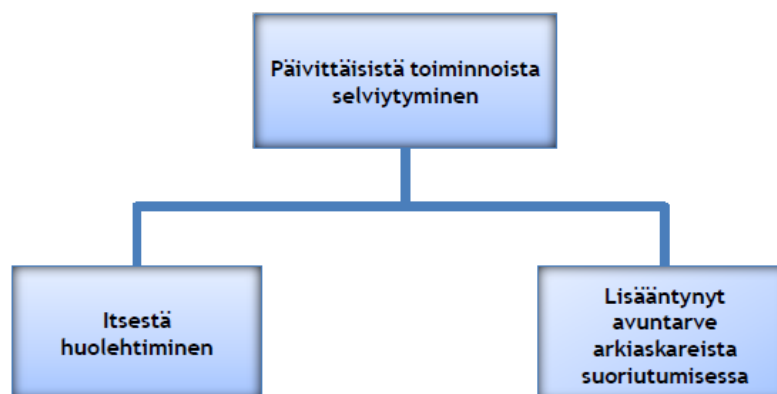 Päivittäisistä toiminnoista
selviytyminen
Itsestä
huolehtiminen
Lisääntynyt
avuntarve
arkiaskareista
suoriutumisessa